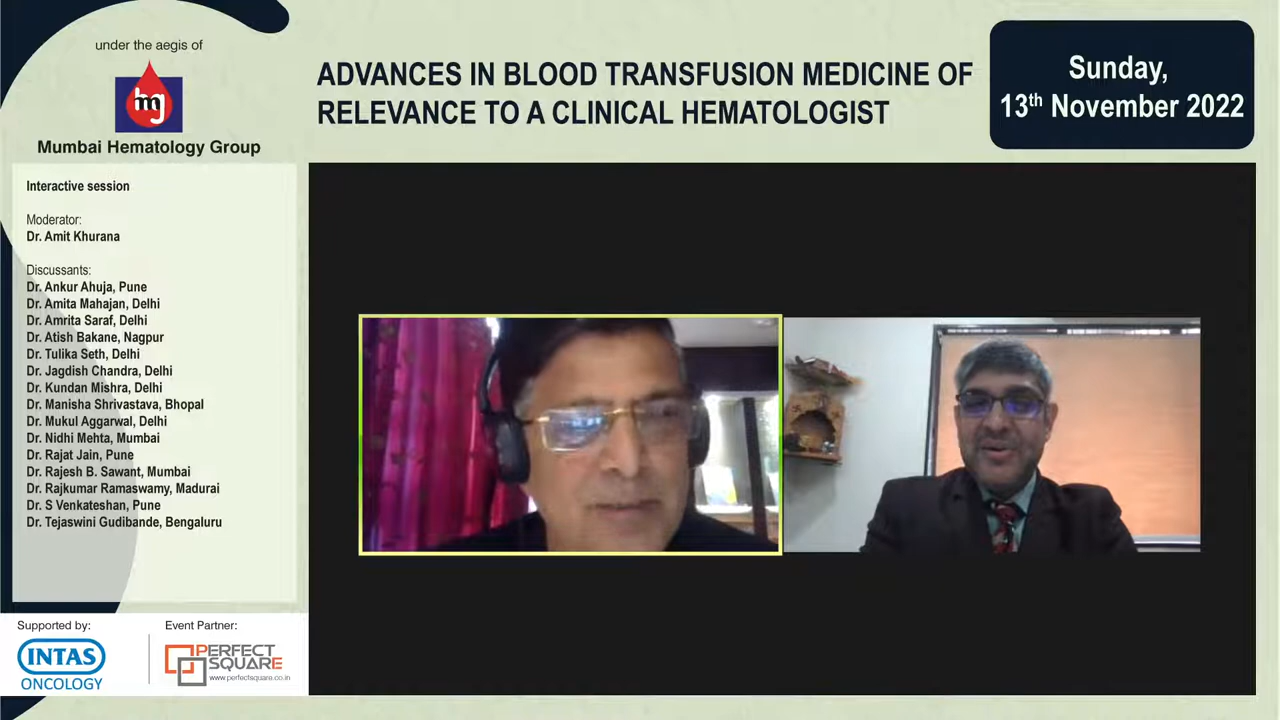 under the aegis of
mg
Mumbai Hematology Group
ADVANCES IN BLOOD TRANSFUSION MEDICINE OF
RELEVANCE TO A CLINICAL HEMATOLOGIST
Sunday,
13th November 2022
Interactive session
Moderator:
Dr. Amit Khurana
Discussants:
Dr. Ankur Ahuja, Pune
Dr. Amita Mahajan, Delhi
Dr. Amrita Saraf, Delhi
Dr. Atish Bakane, Nagpur
Dr. Tulika Seth, Delhi
Dr. Jagdish Chandra, Delhi
Dr. Kundan Mishra, Delhi
Dr. Manisha Shrivastava, Bhopal
Dr. Mukul Aggarwal, Delhi
Dr. Nidhi Mehta, Mumbai
Dr. Rajat Jain, Pune
Dr. Rajesh B. Sawant, Mumbai
Dr. Rajkumar Ramaswamy, Madurai
Dr. S Venkateshan, Pune
Dr. Tejaswini Gudibande, Bengaluru
Supported by:
INTAS
ONCOLOGY
Event Partner:
PERFECT
SQUARE
www.perfectsquare.co.in